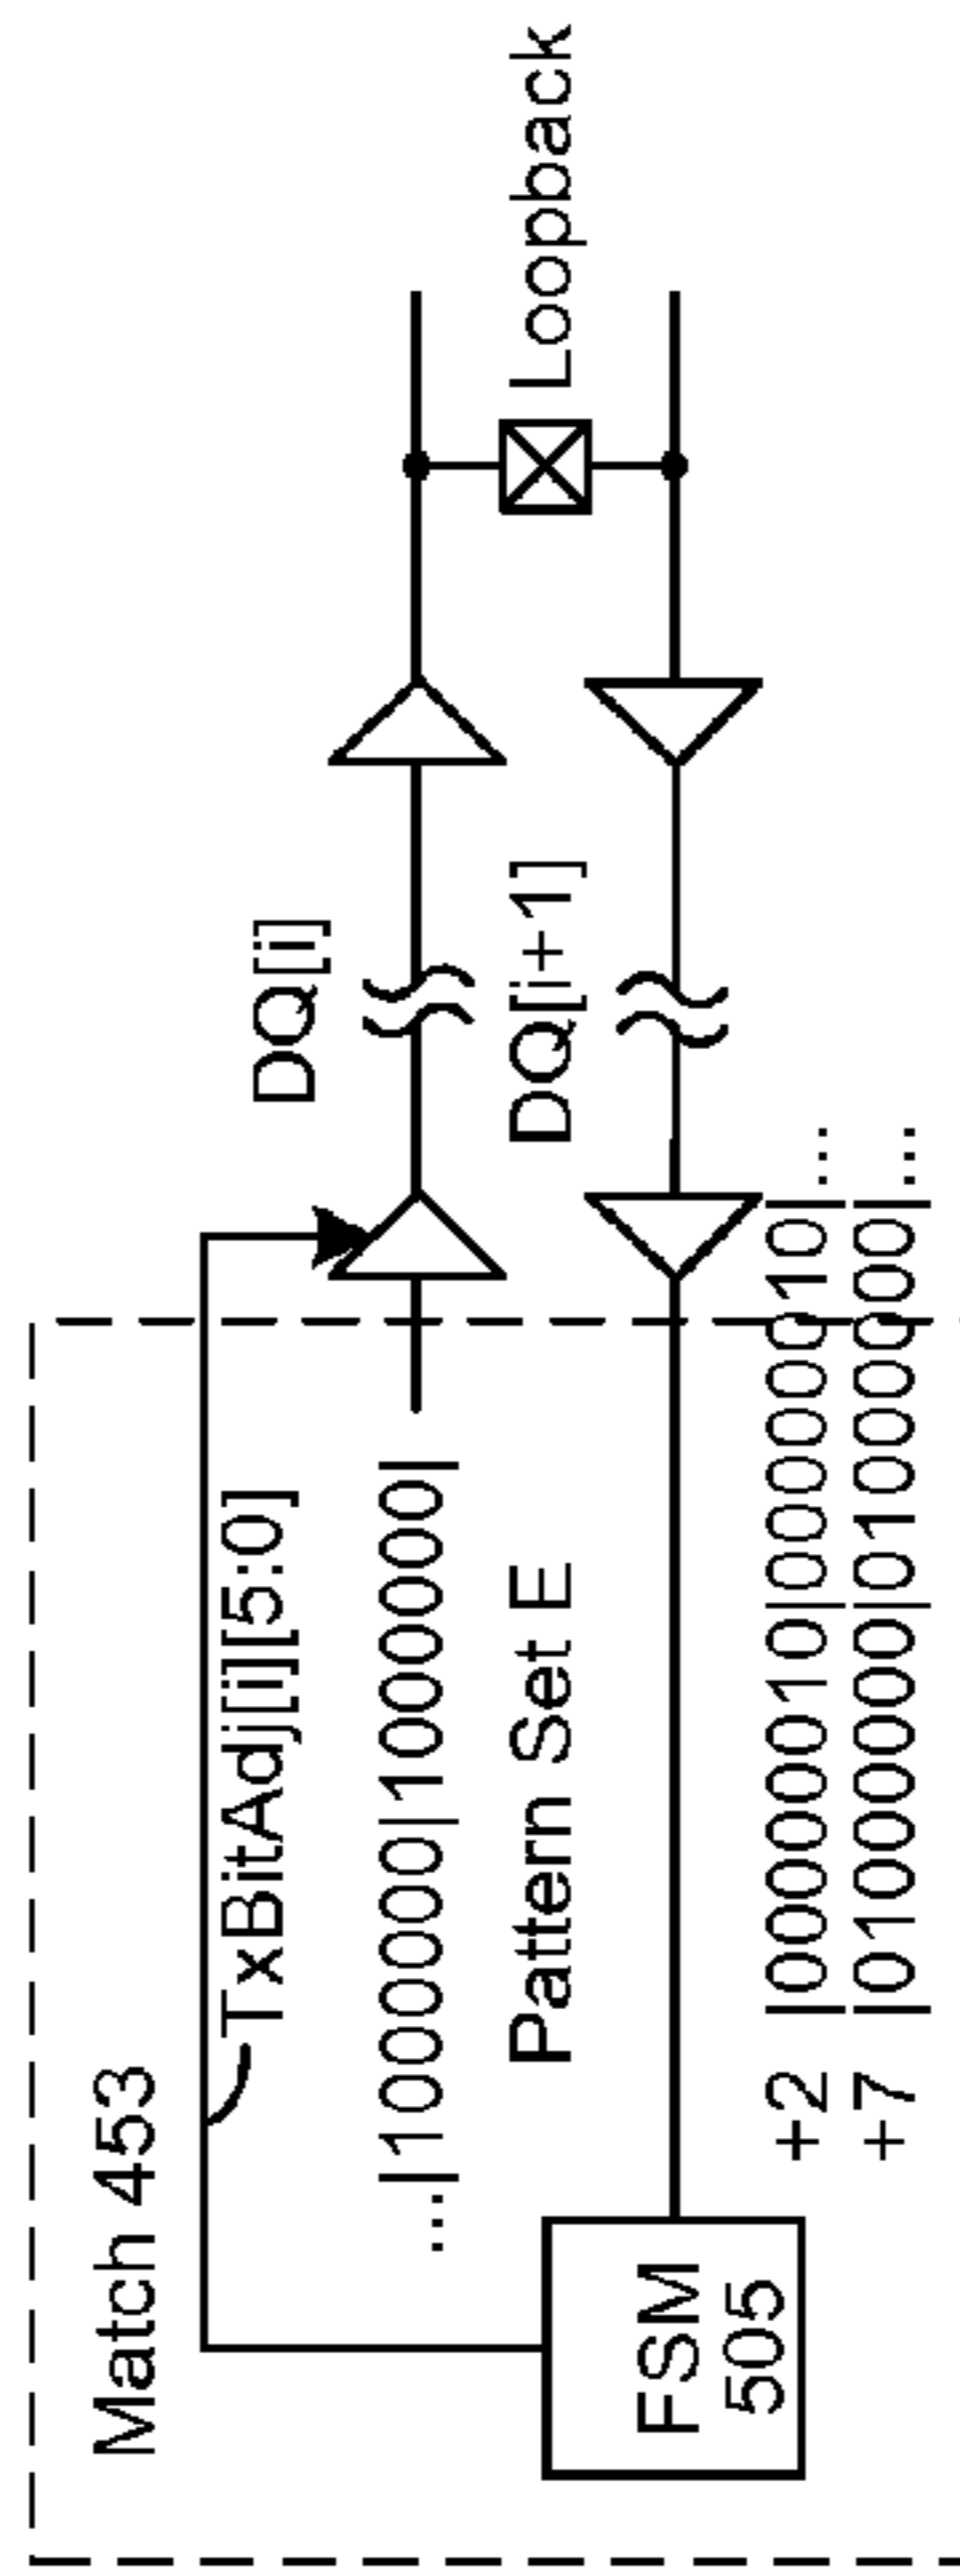 Match 453
TxBitAdj[i][5:0]
DQ[i]
...|1000000|1000000|
Pattern Set E
DQ[i+1]
Loopback
FSM
505
+2 |00000010|00000010|...
+7 |01000000|01000000|...